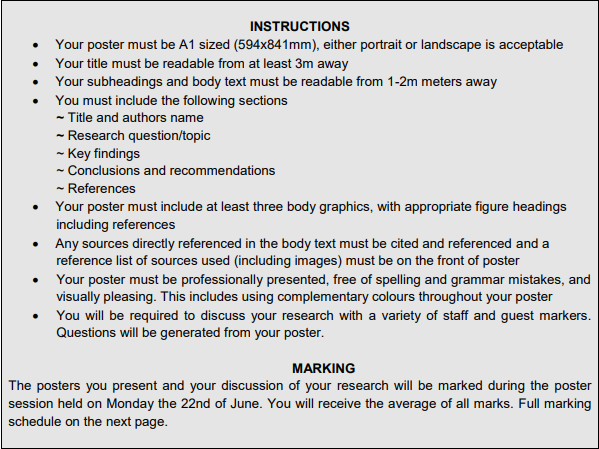 INSTRUCTIONS
• Your poster must be A1 sized (594x841mm), either portrait or landscape is acceptable
• Your title must be readable from at least 3m away
• Your subheadings and body text must be readable from 1-2m meters away
• You must include the following sections
~ Title and authors name
~ Research question/topic
~ Key findings
~ Conclusions and recommendations
~ References
• Your poster must include at least three body graphics, with appropriate figure headings
including references
• Any sources directly referenced in the body text must be cited and referenced and a
reference list of sources used (including images) must be on the front of poster
• Your poster must be professionally presented, free of spelling and grammar mistakes, and
visually pleasing. This includes using complementary colours throughout your poster
• You will be required to discuss your research with a variety of staff and guest markers.
Questions will be generated from your poster.
MARKING
The posters you present and your discussion of your research will be marked during the poster
session held on Monday the 22nd of June. You will receive the average of all marks. Full marking
schedule on the next page.